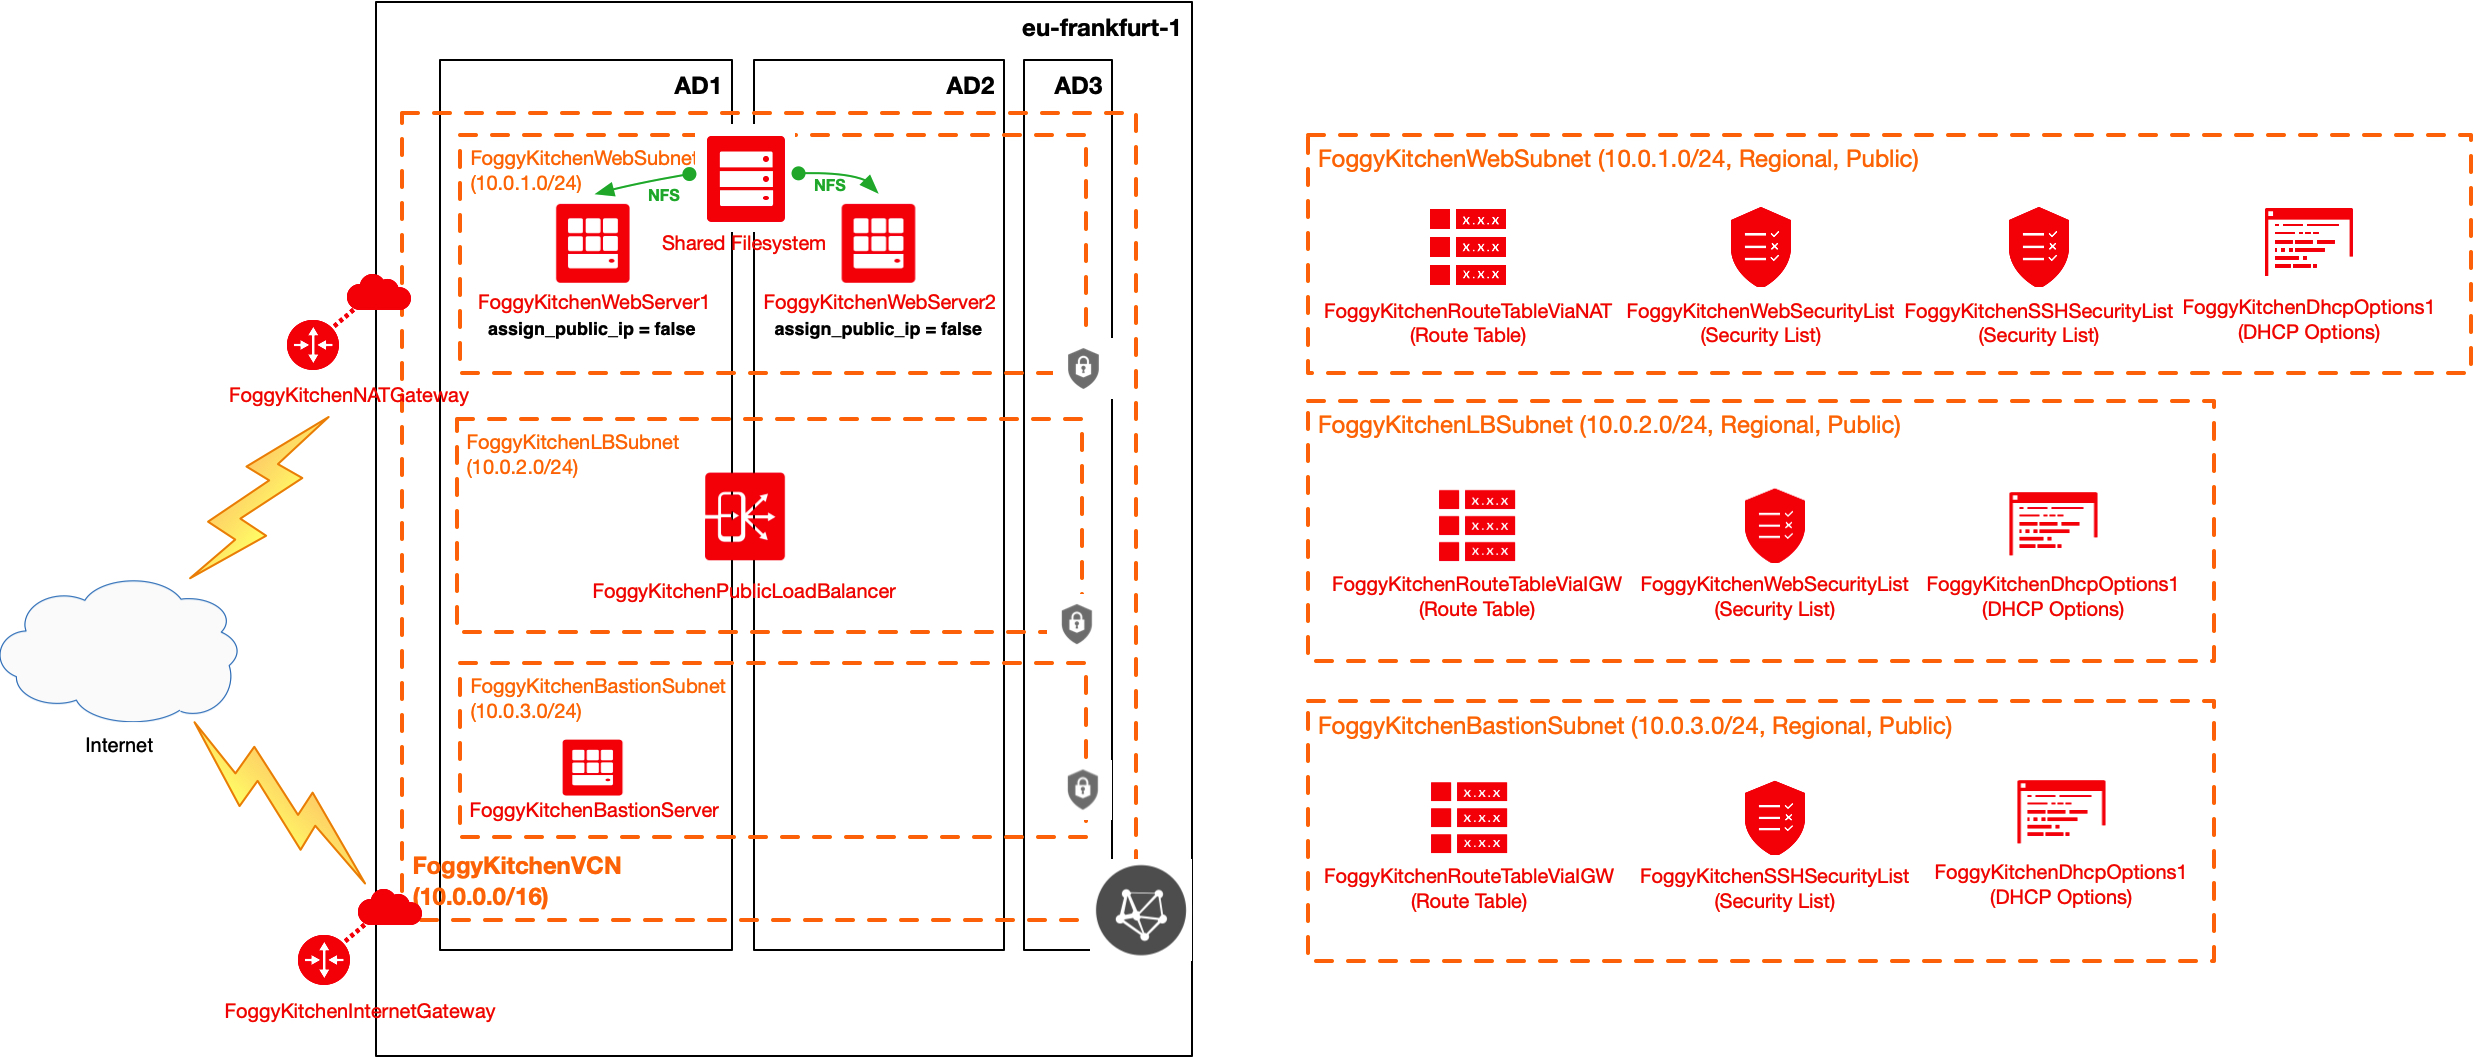 eu-frankfurt-1
AD1
AD2
AD3
FoggyKitchenWebSubnet
(10.0.1.0/24)
NFS
NFS
Shared Filesystem
FoggyKitchenWebServer1
assign_public_ip = false
FoggyKitchenWebServer2
assign_public_ip = false
FoggyKitchenNATGateway
FoggyKitchenLBSubnet
(10.0.2.0/24)
FoggyKitchenPublicLoadBalancer
Internet
FoggyKitchenBastionSubnet
(10.0.3.0/24)
FoggyKitchenBastionServer
FoggyKitchenVCN
(10.0.0.0/16)
FoggyKitchenInternetGateway
FoggyKitchenWebSubnet (10.0.1.0/24, Regional, Public)
x.x.x
x.x.x
x.x.x
FoggyKitchenRouteTableViaNAT
(Route Table)
FoggyKitchenWebSecurityList
(Security List)
FoggyKitchenSSHSecurityList
(Security List)
FoggyKitchenDhcpOptions1
(DHCP Options)
FoggyKitchenLBSubnet (10.0.2.0/24, Regional, Public)
x.x.x
x.x.x
x.x.x
FoggyKitchenRouteTableViaIGW
(Route Table)
FoggyKitchenWebSecurityList
(Security List)
FoggyKitchenDhcpOptions1
(DHCP Options)
FoggyKitchenBastionSubnet (10.0.3.0/24, Regional, Public)
x.x.x
x.x.x
x.x.x
FoggyKitchenRouteTableViaIGW
(Route Table)
FoggyKitchenSSHSecurityList
(Security List)
FoggyKitchenDhcpOptions1
(DHCP Options)